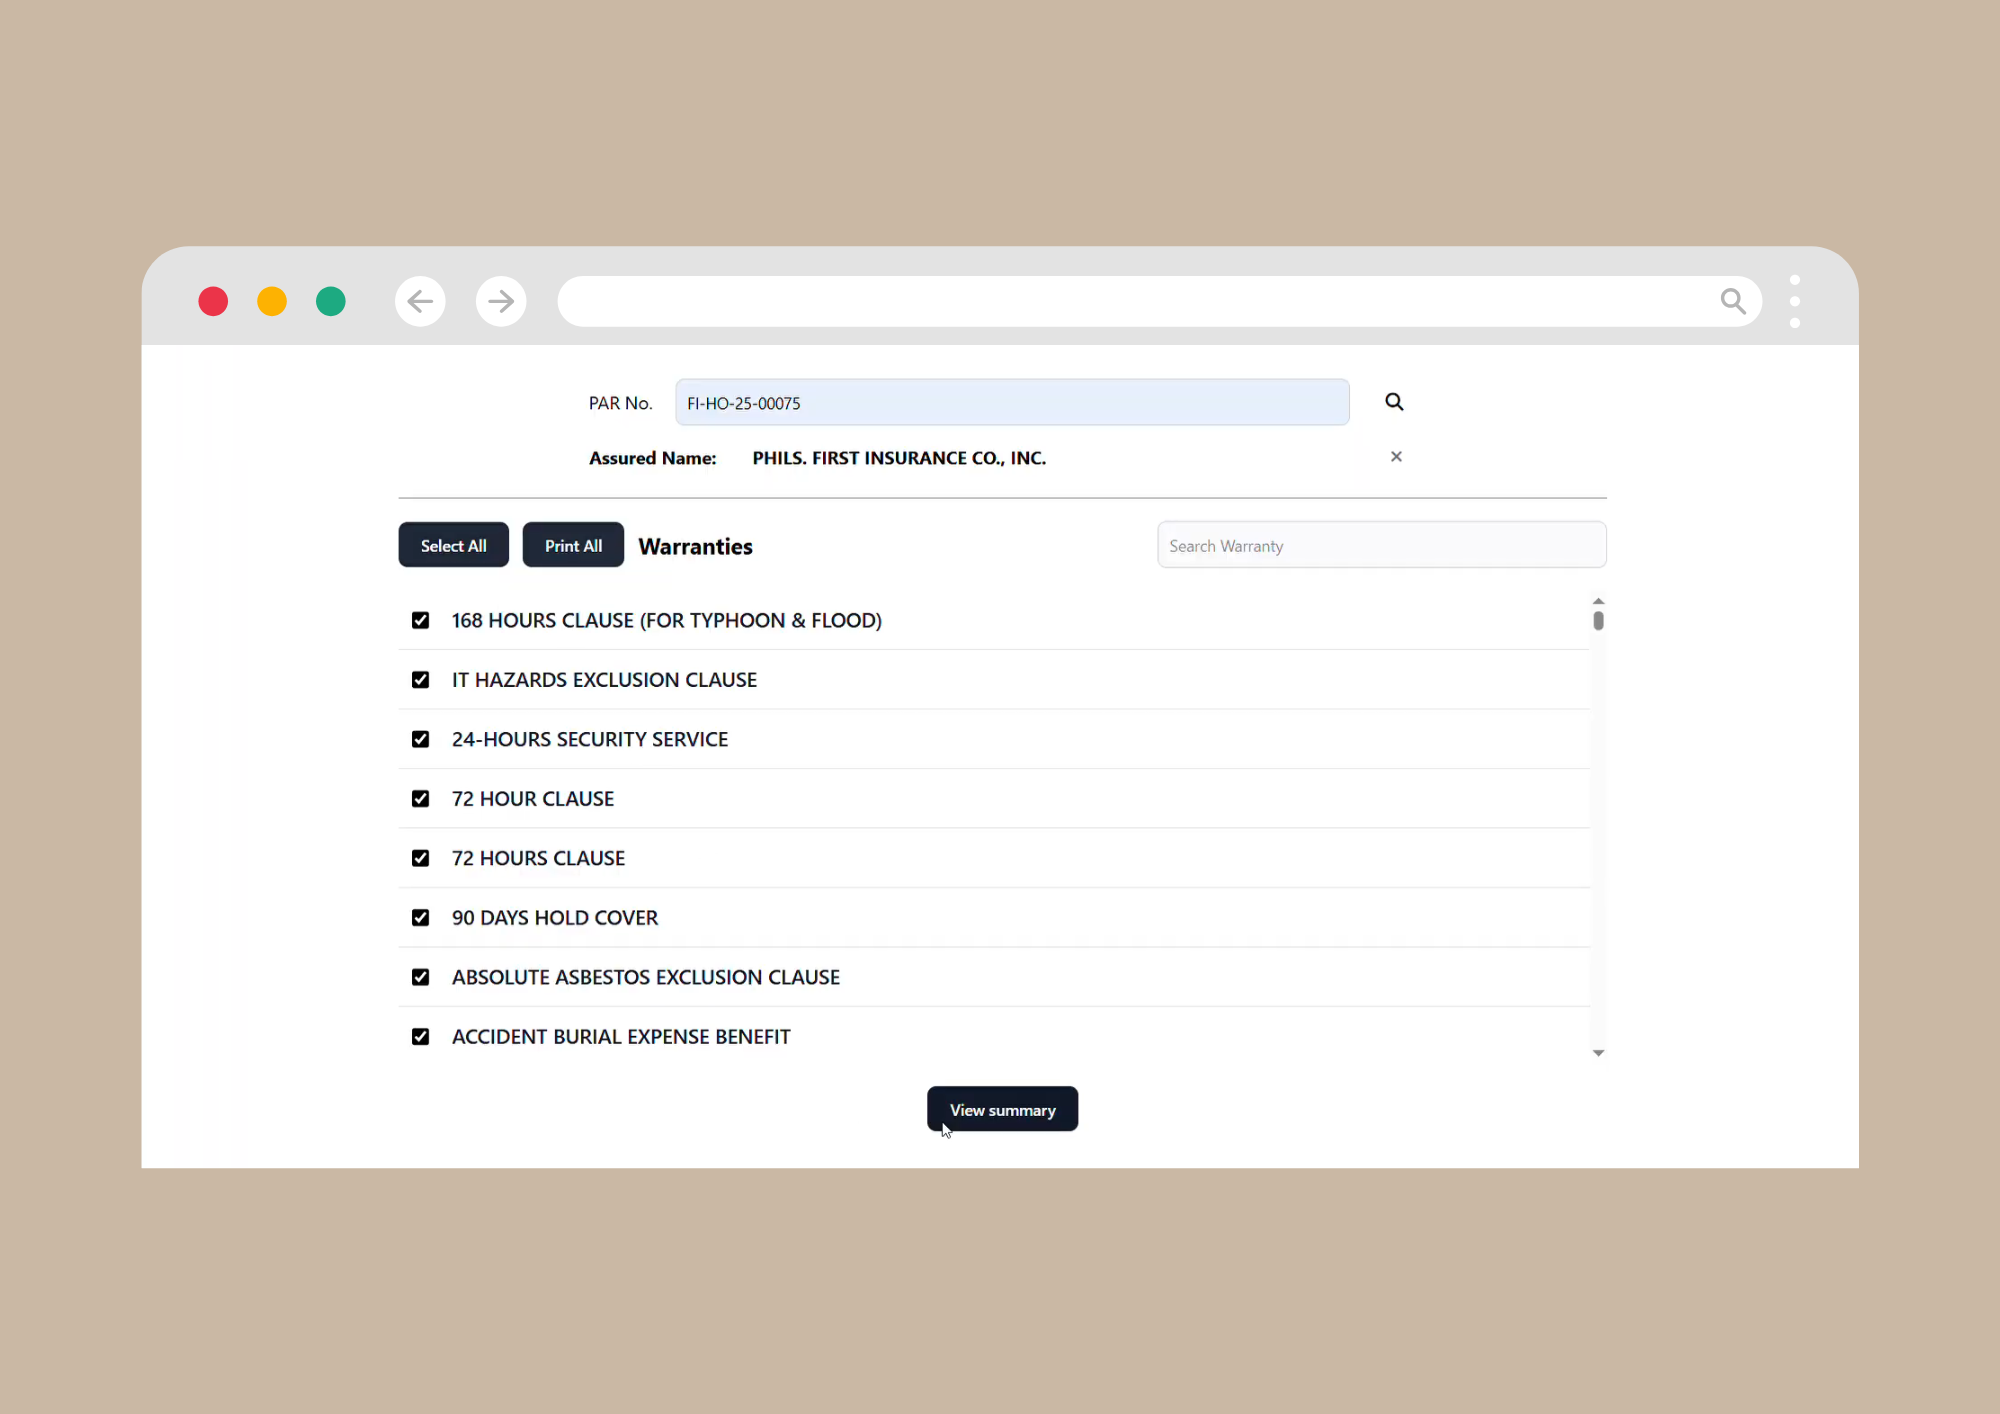 PAR No. FI-HO-25-00075
Assured Name: PHILS. FIRST INSURANCE CO., INC.
Select All Print All Warranties Search Warranty
168 HOURS CLAUSE (FOR TYPHOON & FLOOD)
IT HAZARDS EXCLUSION CLAUSE
24-HOURS SECURITY SERVICE
72 HOUR CLAUSE
72 HOURS CLAUSE
90 DAYS HOLD COVER
ABSOLUTE ASBESTOS EXCLUSION CLAUSE
ACCIDENT BURIAL EXPENSE BENEFIT
View summary